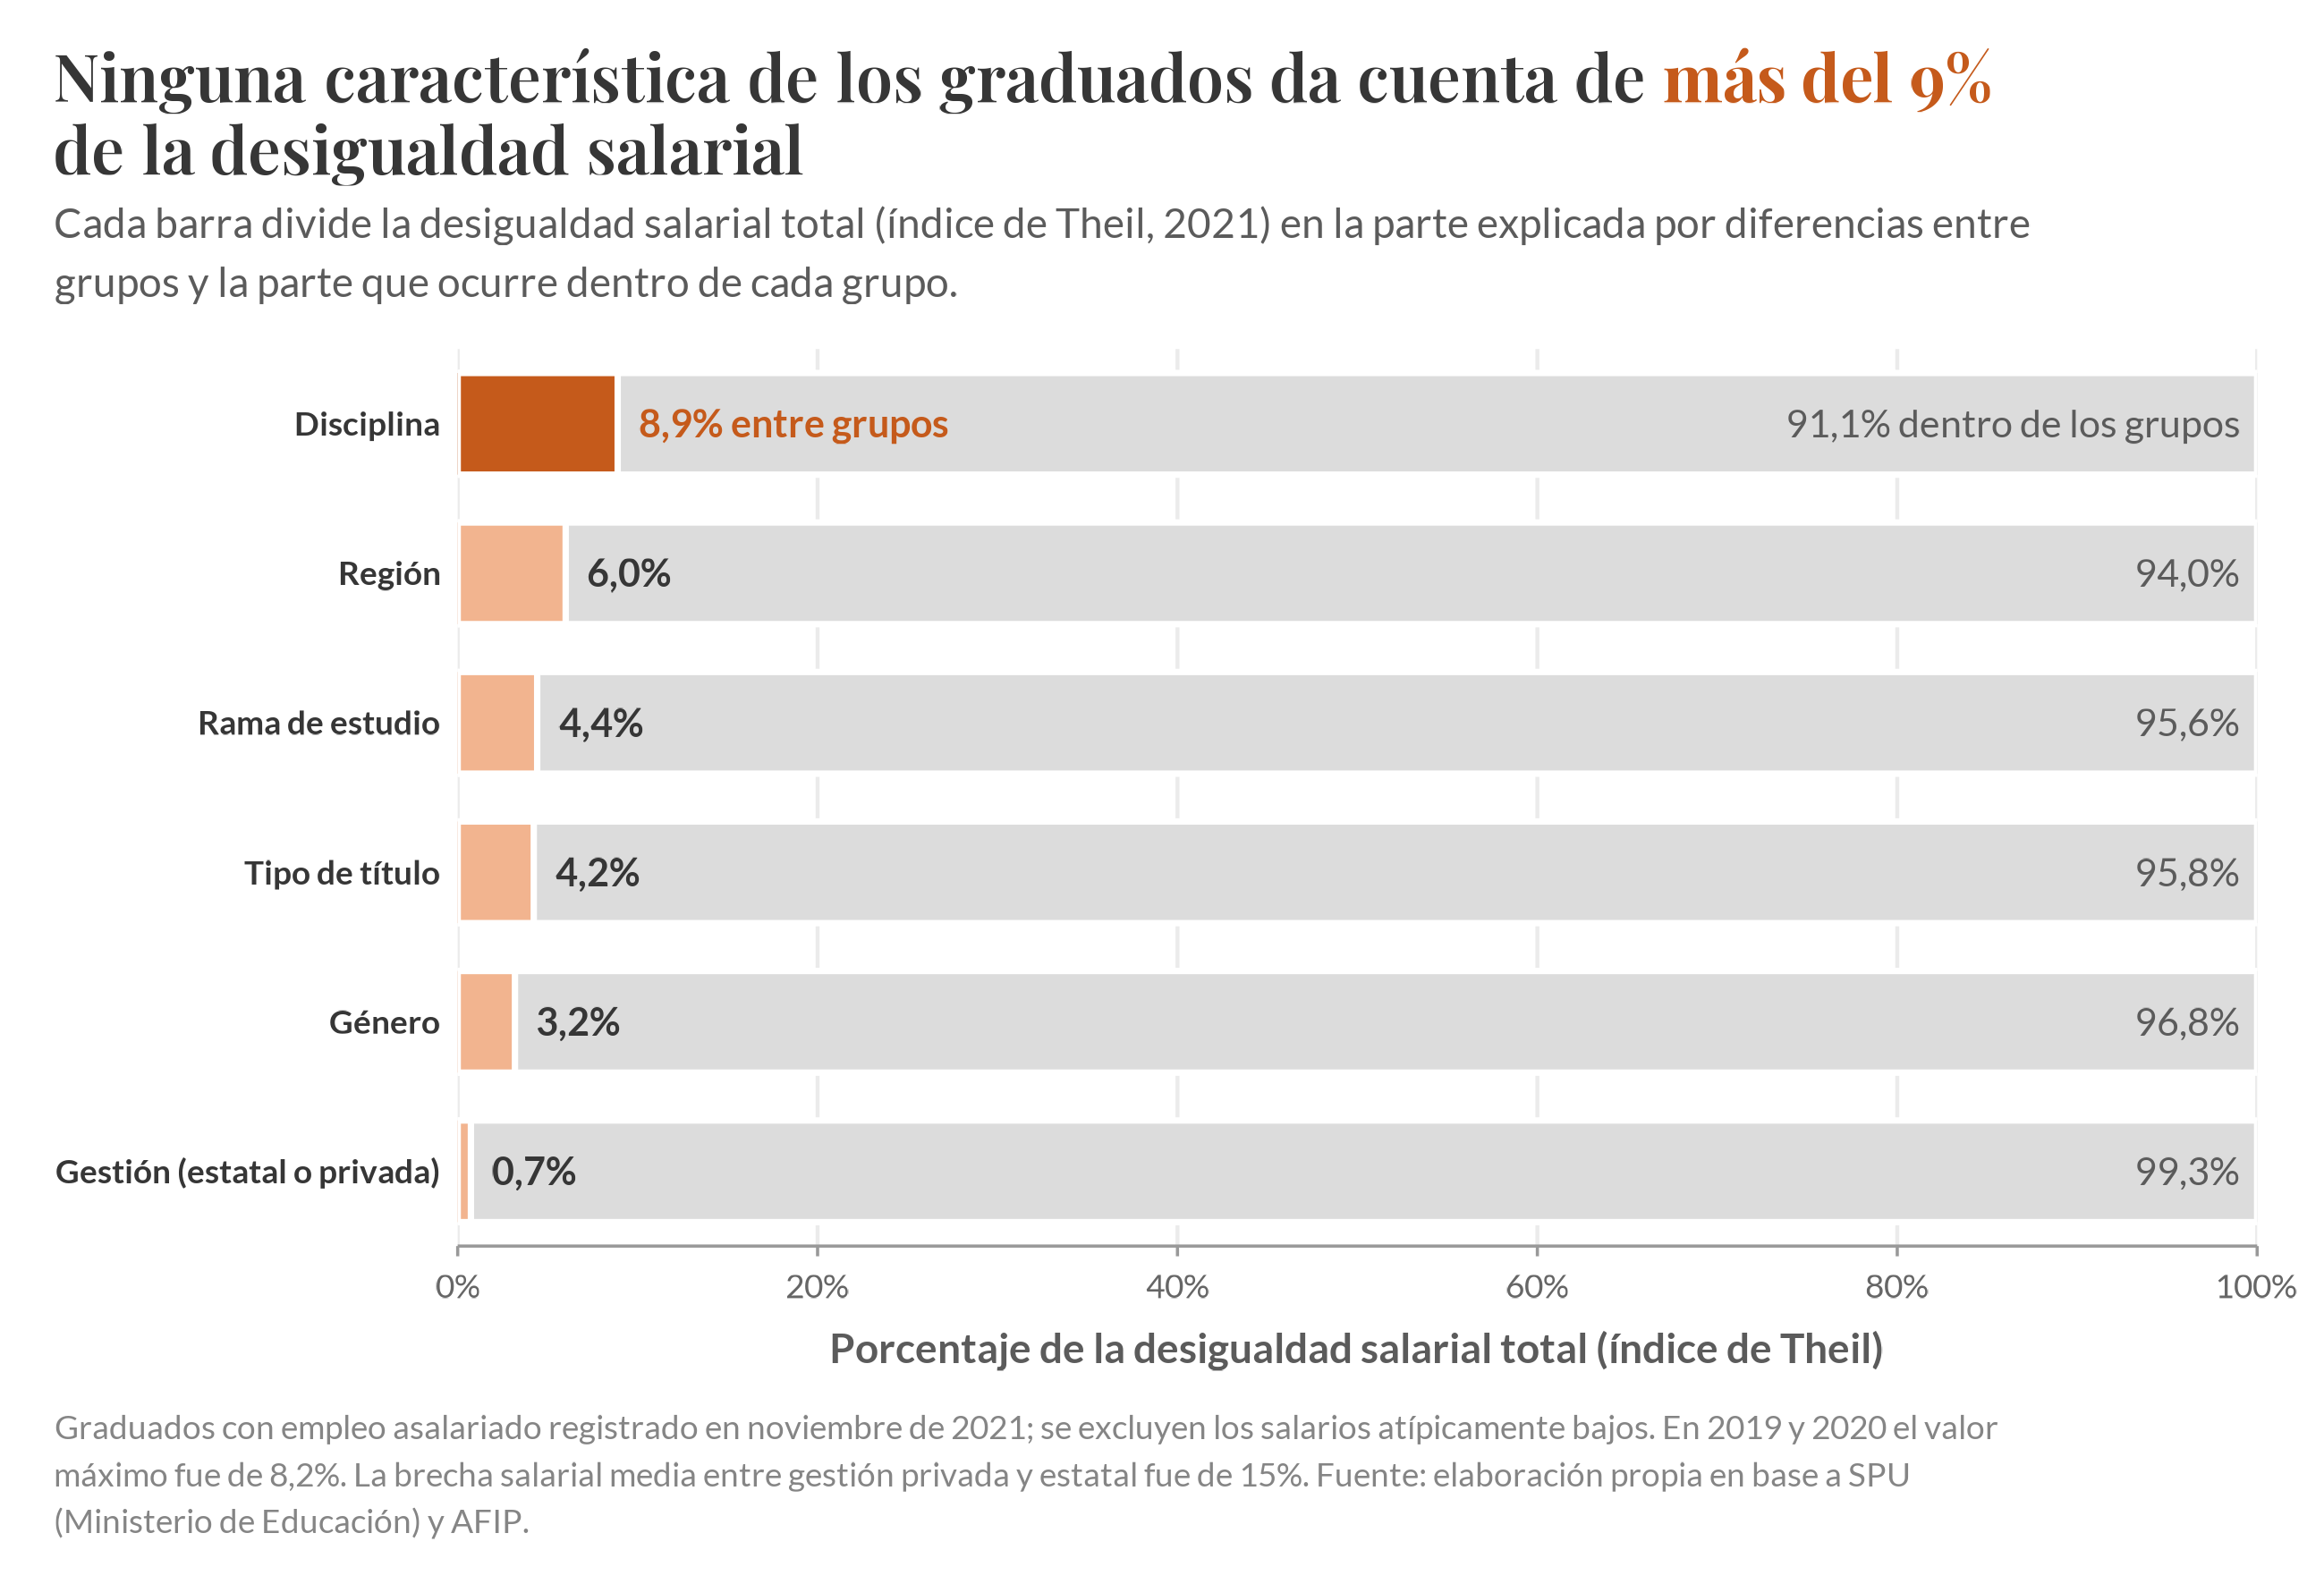 Ninguna característica de los graduados da cuenta de más del 9%
de la desigualdad salarial
Cada barra divide la desigualdad salarial total (índice de Theil, 2021) en la parte explicada por diferencias entre
grupos y la parte que ocurre dentro de cada grupo.
Disciplina 8,9% entre grupos 91,1% dentro de los grupos
Región 6,0% 94,0%
Rama de estudio 4,4% 95,6%
Tipo de título 4,2% 95,8%
Género 3,2% 96,8%
Gestión (estatal o privada) 0,7% 99,3%
0% 20% 40% 60% 80% 100%
Porcentaje de la desigualdad salarial total (índice de Theil)
Graduados con empleo asalariado registrado en noviembre de 2021; se excluyen los salarios atípicamente bajos. En 2019 y 2020 el valor
máximo fue de 8,2%. La brecha salarial media entre gestión privada y estatal fue de 15%. Fuente: elaboración propia en base a SPU
(Ministerio de Educación) y AFIP.